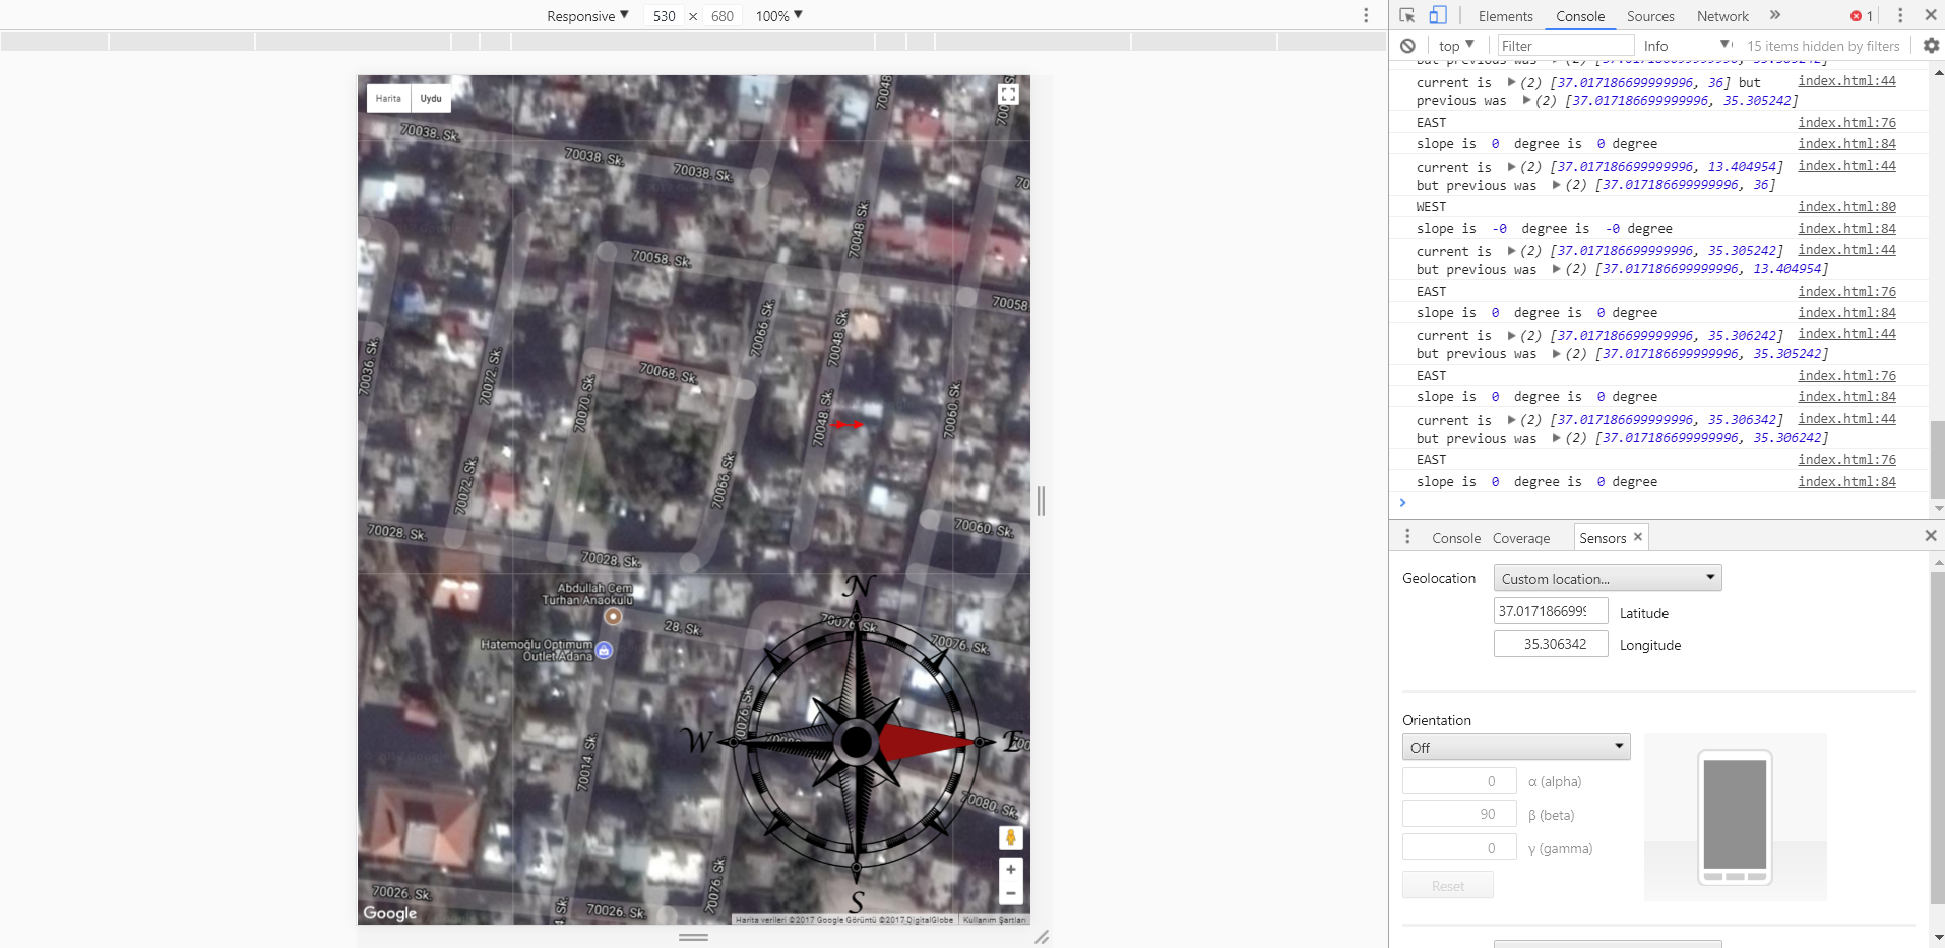 Responsive ▼ 530 × 680 100% ▼
Harita Uydu
70038. Sk.
70038. Sk.
70038. Sk.
70048
70048. Sk.
70058. Sk.
70058
70066. Sk.
70048. Sk.
70036. Sk.
70072. Sk.
70068. Sk.
70070. Sk.
70048. Sk.
70060. Sk.
70072. Sk.
70066. Sk.
70060. Sk.
70028. Sk.
70028. Sk.
Abdullah Cem
Turhan Anaokulu
28. Sk.
70076. Sk.
70076. Sk.
Hatemoğlu Optimum
Outlet Adana
N
W
E
S
70076. Sk.
70014. Sk.
70080. Sk.
70076. Sk.
70026. Sk.
70026. Sk.
Google
Harita verileri ©2017 Google Görüntü ©2017 DigitalGlobe Kullanım Şartları
Elements Console Sources Network » 1
top ▼ Filter Info ▼ 15 items hidden by filters
but previous was ▶(2) [37.017186699999996, 35.305242]
current is ▶(2) [37.017186699999996, 36] but index.html:44
previous was ▶(2) [37.017186699999996, 35.305242]
EAST index.html:76
slope is 0 degree is 0 degree index.html:84
current is ▶(2) [37.017186699999996, 13.404954] index.html:44
but previous was ▶(2) [37.017186699999996, 36]
WEST index.html:80
slope is -0 degree is -0 degree index.html:84
current is ▶(2) [37.017186699999996, 35.305242] index.html:44
but previous was ▶(2) [37.017186699999996, 13.404954]
EAST index.html:76
slope is 0 degree is 0 degree index.html:84
current is ▶(2) [37.017186699999996, 35.306242] index.html:44
but previous was ▶(2) [37.017186699999996, 35.305242]
EAST index.html:76
slope is 0 degree is 0 degree index.html:84
current is ▶(2) [37.017186699999996, 35.306342] index.html:44
but previous was ▶(2) [37.017186699999996, 35.306242]
EAST index.html:76
slope is 0 degree is 0 degree index.html:84
Console Coverage Sensors ×
Geolocation Custom location...
37.0171866999 Latitude
35.306342 Longitude
Orientation
Off
0 α (alpha)
90 β (beta)
0 γ (gamma)
Reset